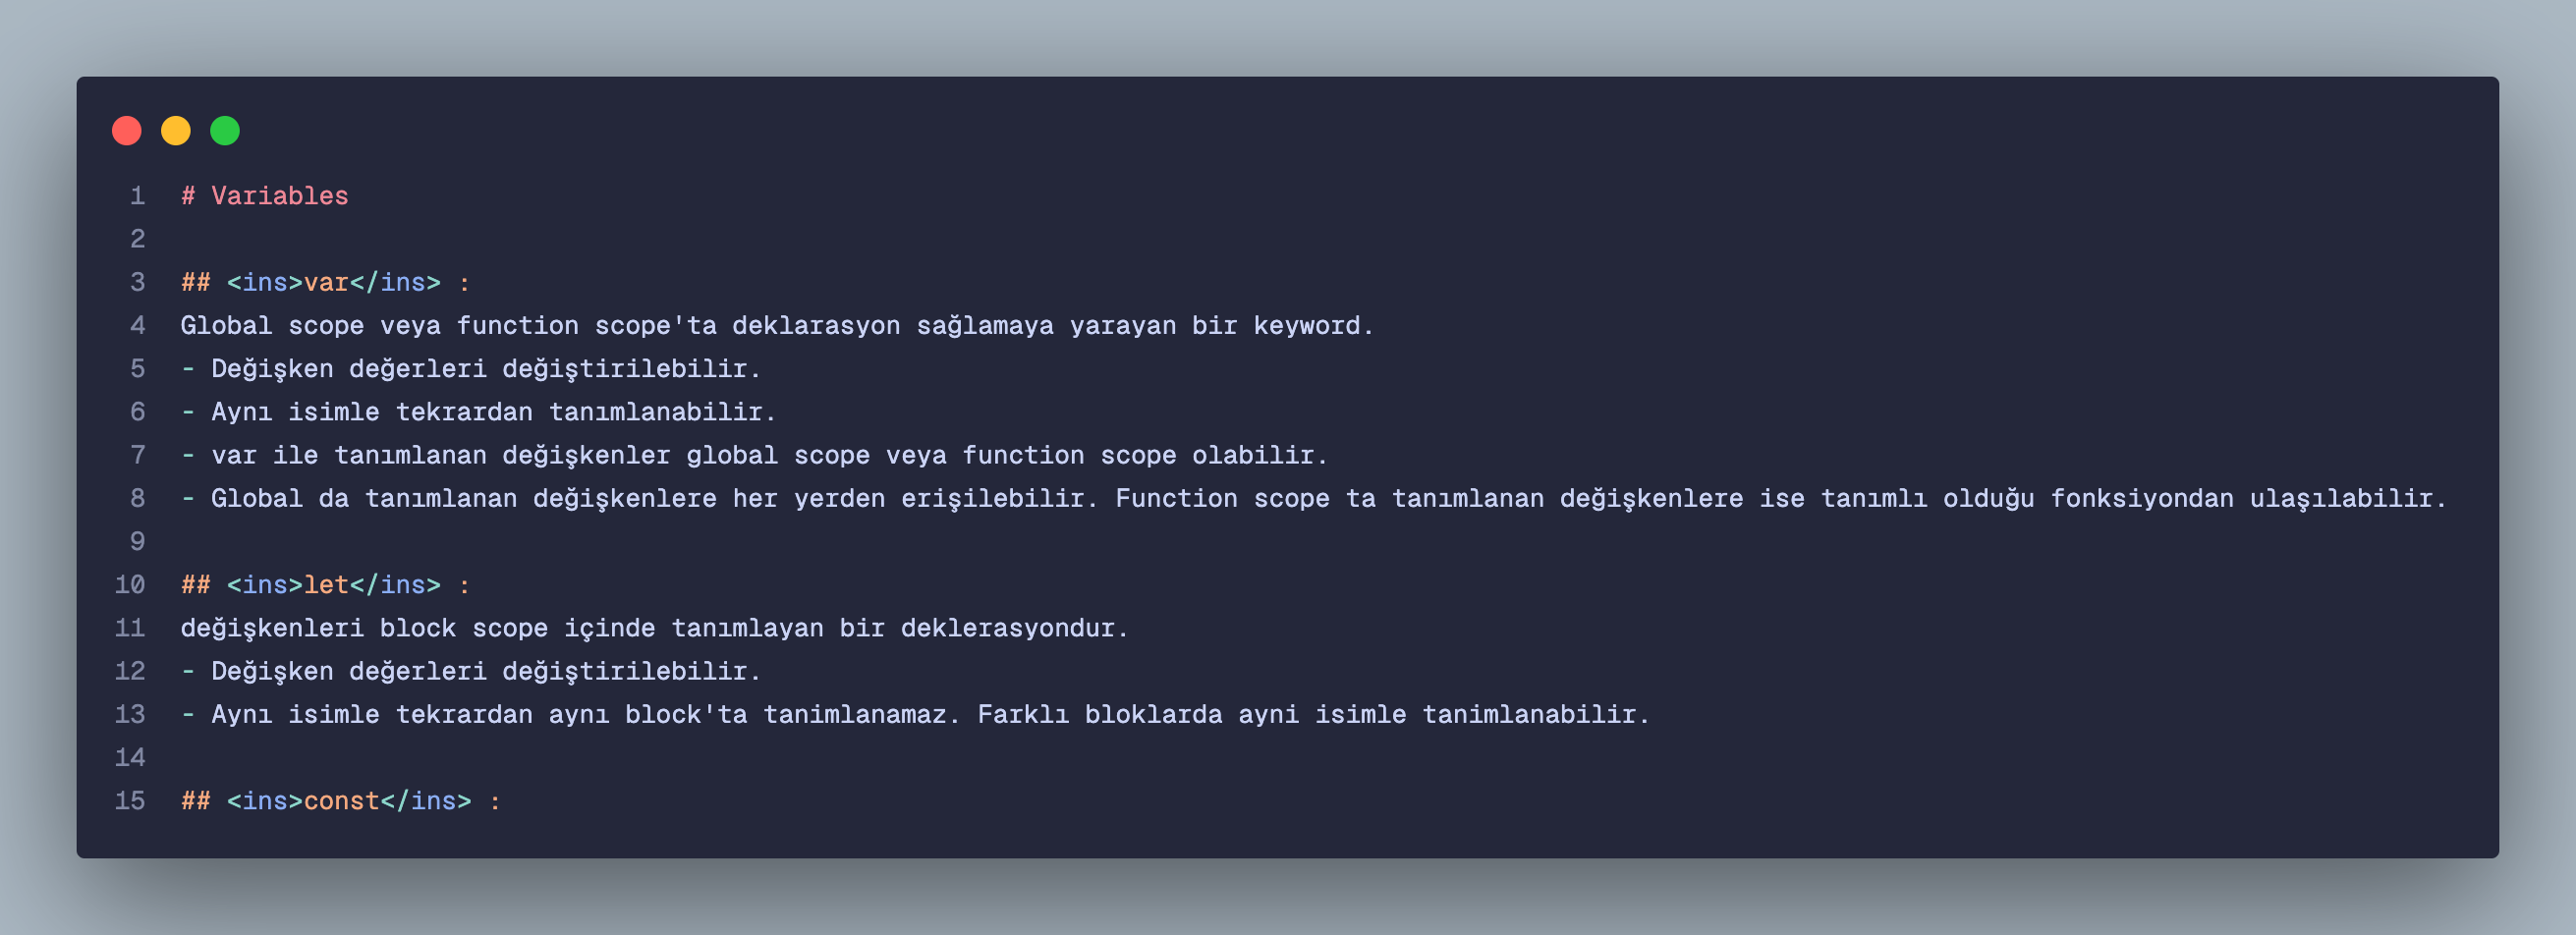 1 # Variables
2
3 ## <ins>var</ins> :
4 Global scope veya function scope'ta deklarasyon sağlamaya yarayan bir keyword.
5 - Değişken değerleri değiştirilebilir.
6 - Aynı isimle tekrardan tanımlanabilir.
7 - var ile tanımlanan değişkenler global scope veya function scope olabilir.
8 - Global da tanımlanan değişkenlere her yerden erişilebilir. Function scope ta tanımlanan değişkenlere ise tanımlı olduğu fonksiyondan ulaşılabilir.
9
10 ## <ins>let</ins> :
11 değişkenleri block scope içinde tanımlayan bir deklerasyondur.
12 - Değişken değerleri değiştirilebilir.
13 - Aynı isimle tekrardan aynı block'ta tanimlanamaz. Farklı bloklarda ayni isimle tanimlanabilir.
14
15 ## <ins>const</ins> :